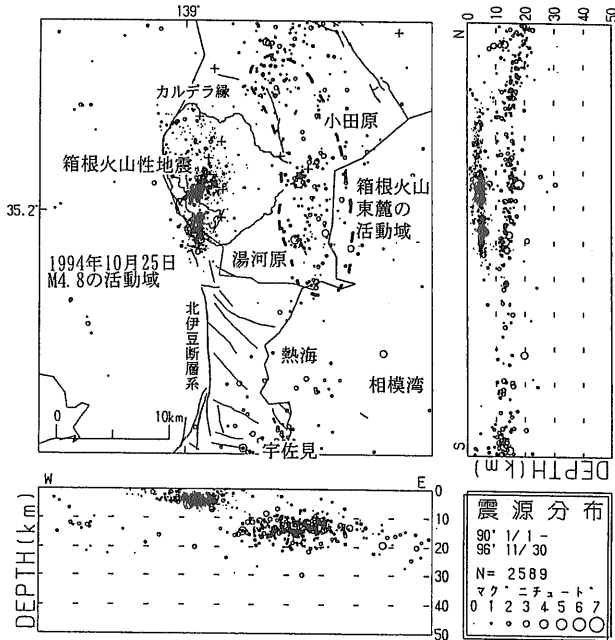 139°
カルデラ縁
小田原
箱根火山性地震
箱根火山
東麓の
活動域
35.2°
湯河原
1994年10月25日
M4.8の活動域
北伊豆断層系
熱海
相模湾
0 10km
宇佐見
0 10 20 30 40 50
N
S
DEPTH(km)
W E
0
10
20
30
40
50
DEPTH(km)
震源分布
90' 1/ 1 -
96' 11/ 30
N= 2589
マグニチュード
0 1 2 3 4 5 6 7